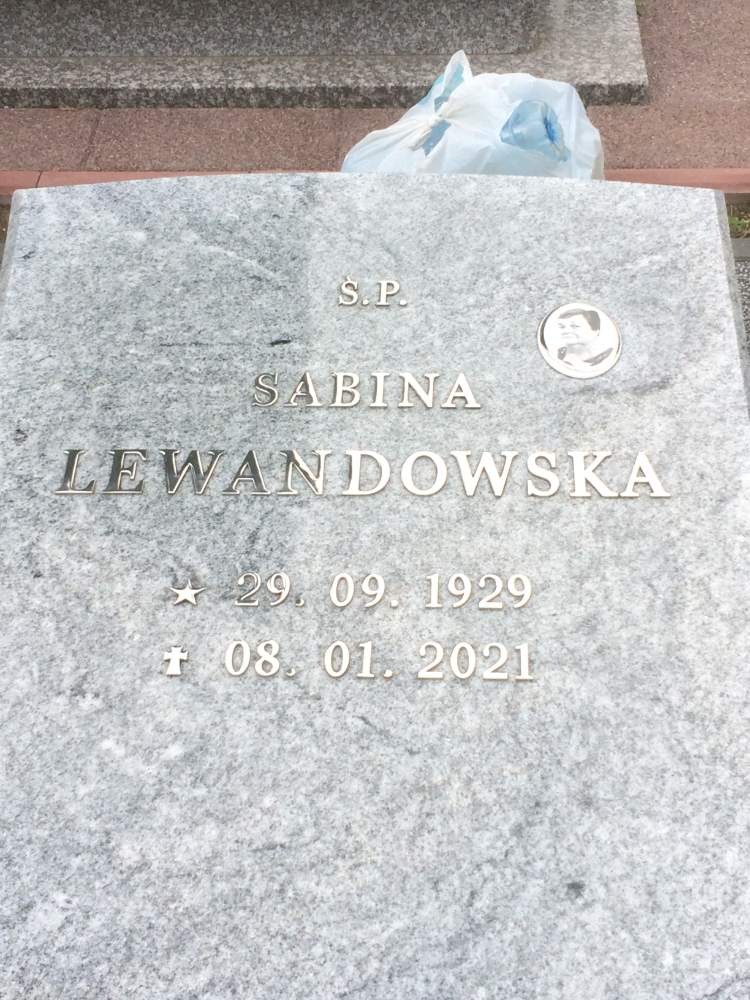 Ś.P.
SABINA
LEWANDOWSKA
29. 09. 1929
08. 01. 2021